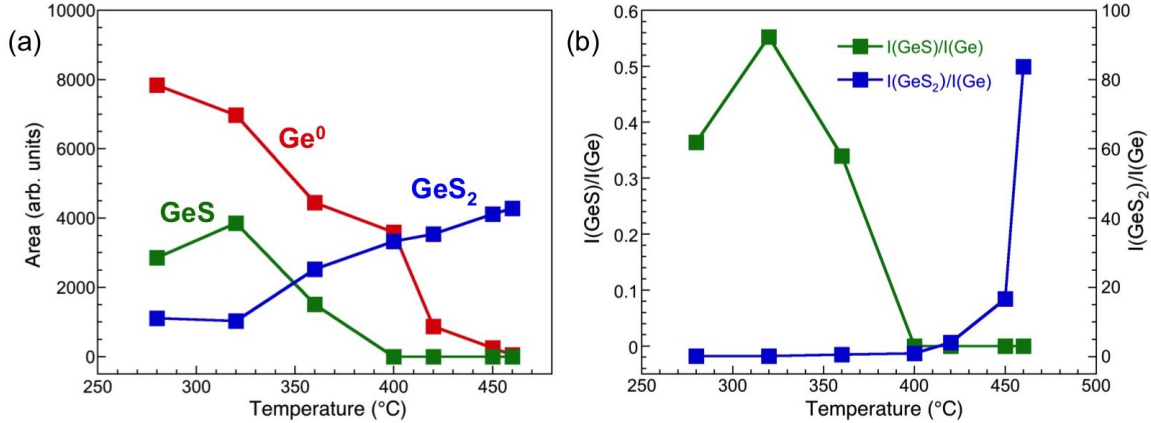 (a)
10000
8000
6000
4000
2000
0
Area (arb. units)
Ge⁰
GeS₂
GeS
250 300 350 400 450
Temperature (°C)
(b)
0.6
0.5
0.4
0.3
0.2
0.1
0
I(GeS)/I(Ge)
I(GeS)/I(Ge)
I(GeS₂)/I(Ge)
100
80
60
40
20
0
I(GeS₂)/I(Ge)
250 300 350 400 450 500
Temperature (°C)